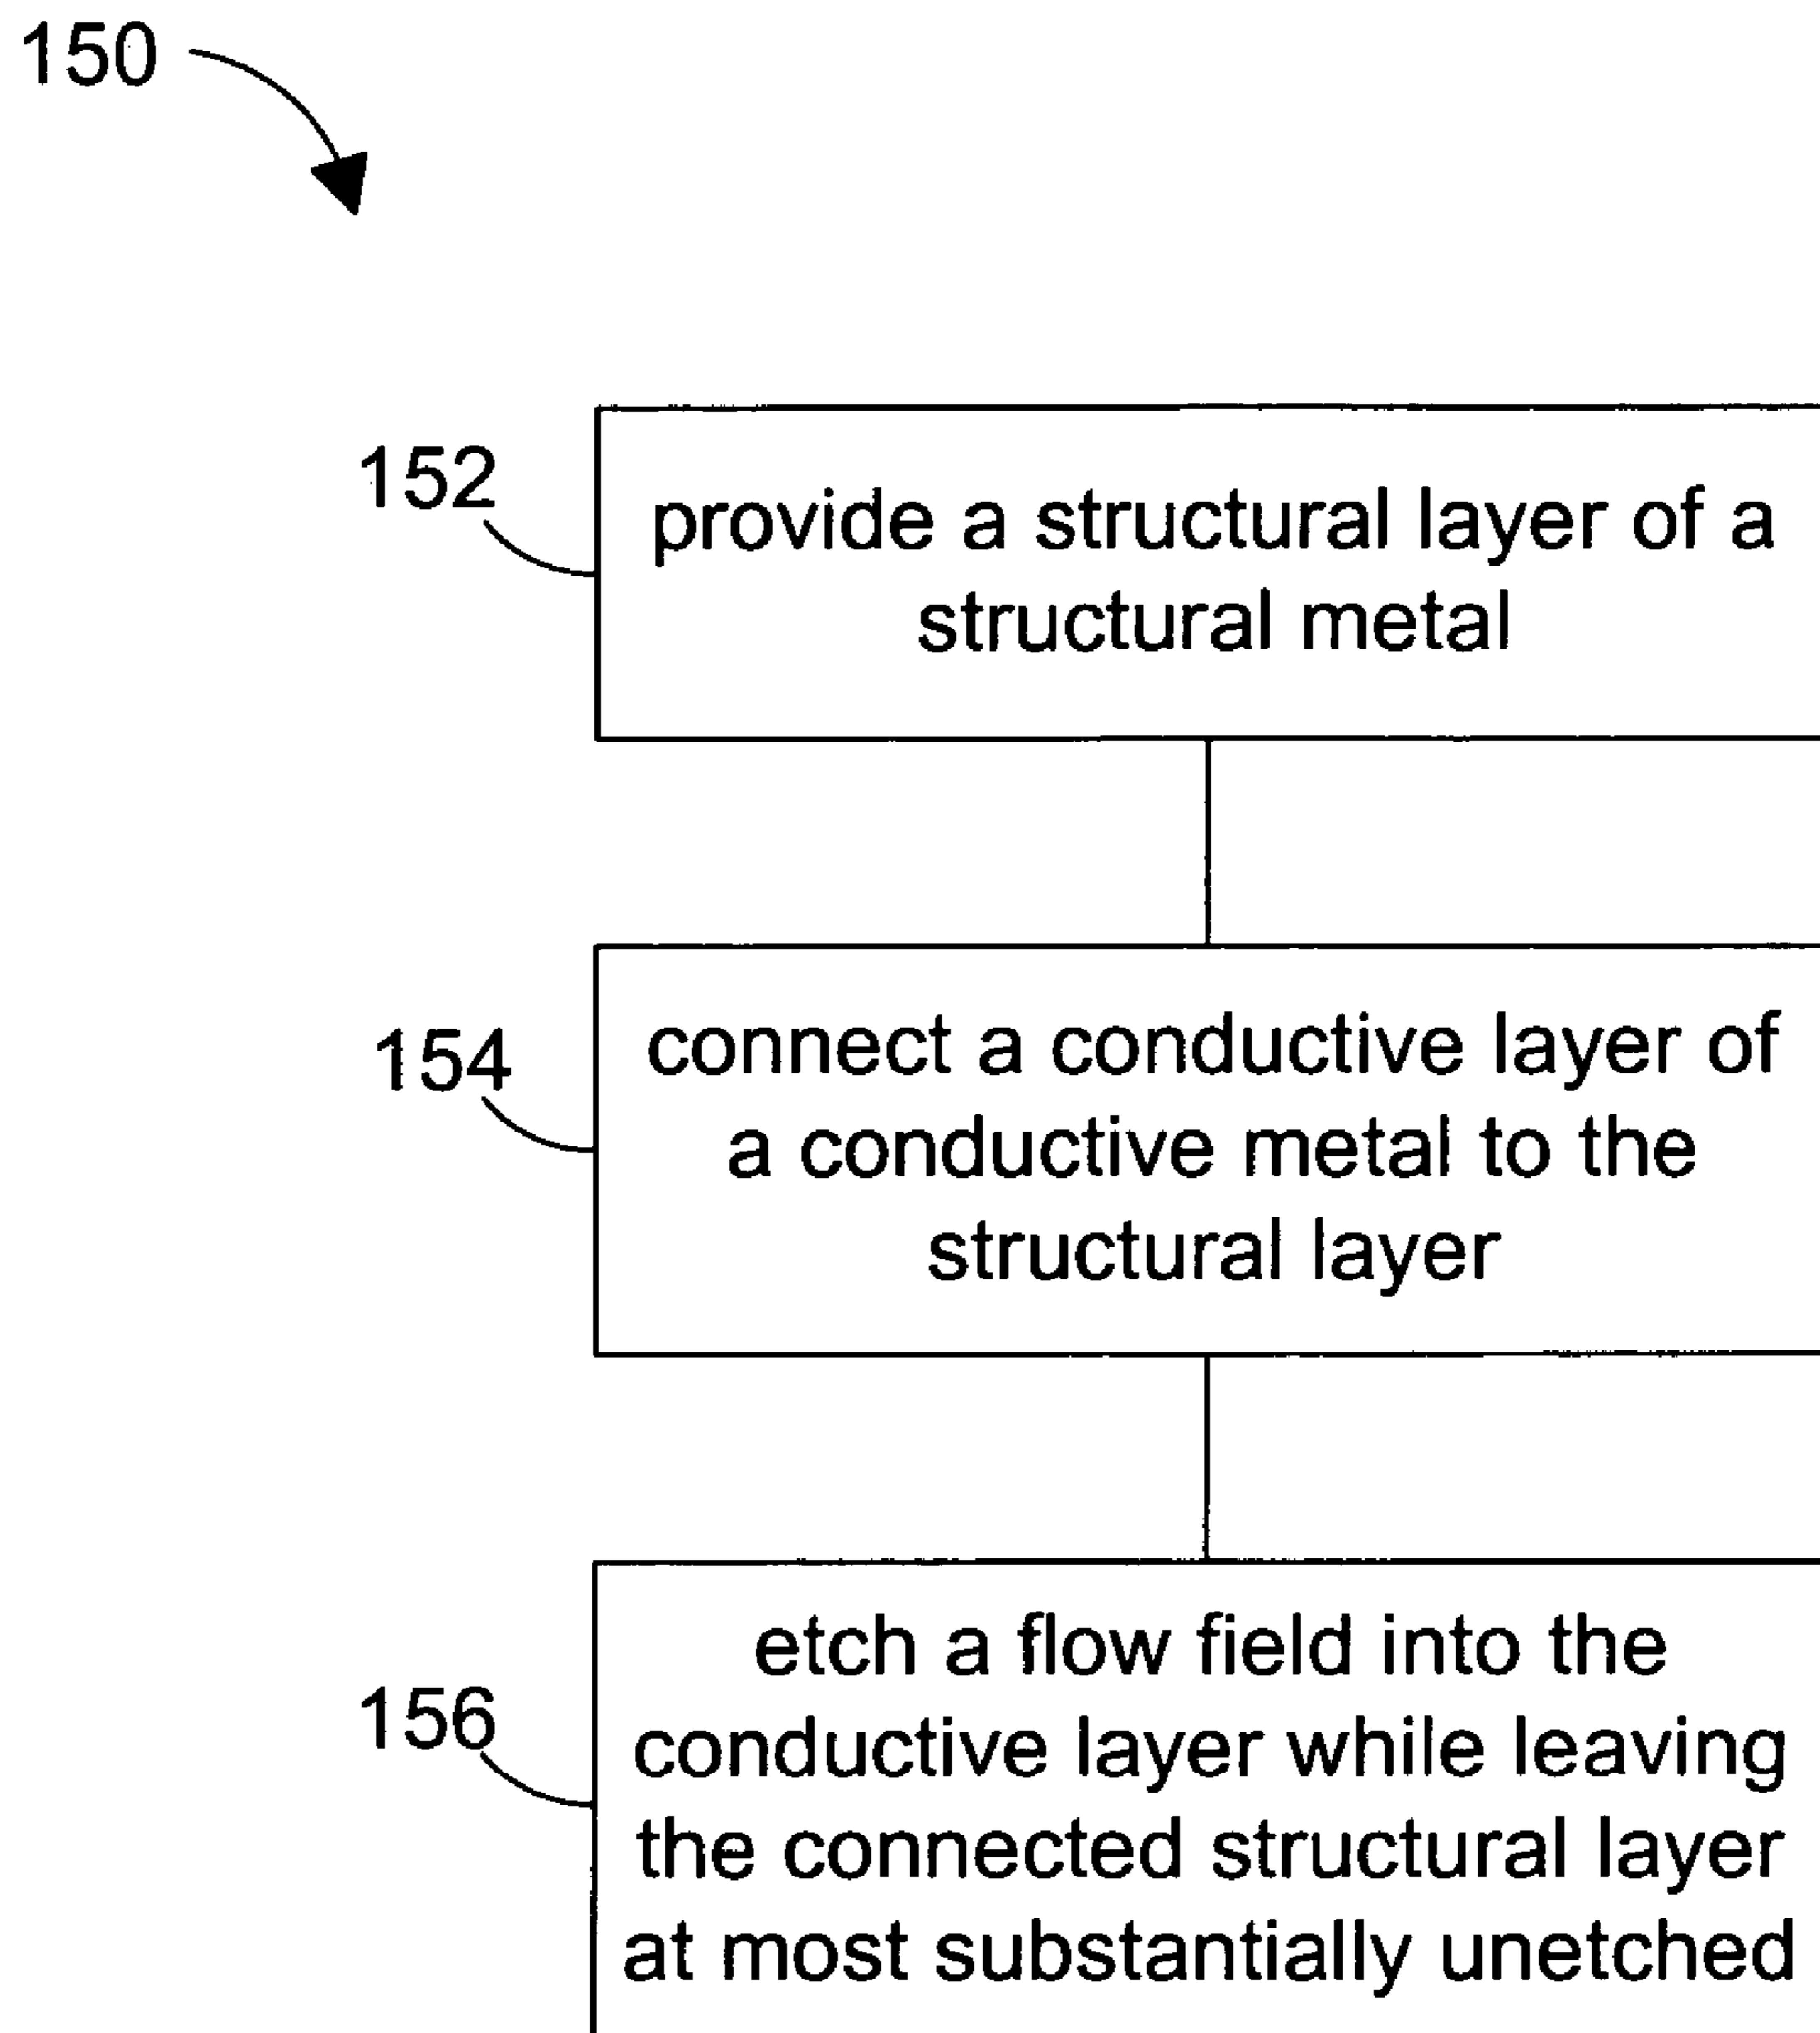 150
152
provide a structural layer of a
structural metal
154
connect a conductive layer of
a conductive metal to the
structural layer
156
etch a flow field into the
conductive layer while leaving
the connected structural layer
at most substantially unetched